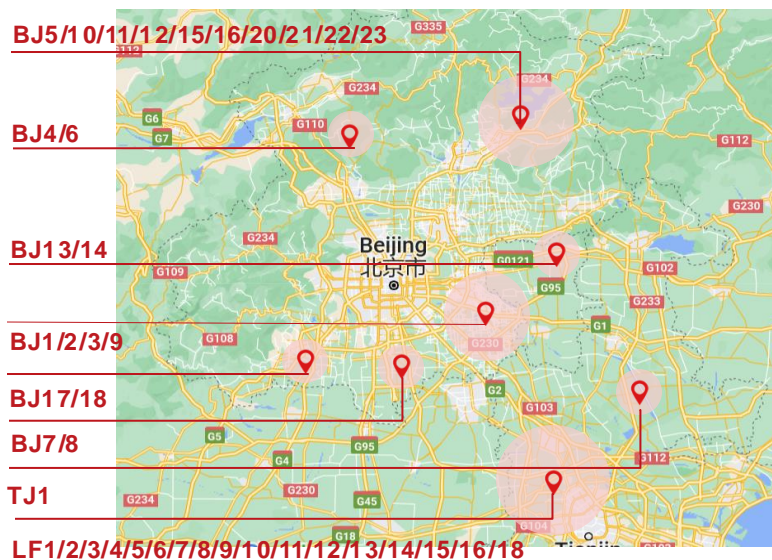 BJ5/10/11/12/15/16/20/21/22/23
G335
G112
G234
G234
G6
G110
G7
BJ4/6
G112
G230
G234
Beijing
北京市
BJ13/14
G0121
G102
G109
G95
G233
G1
G108
G230
BJ1/2/3/9
G2
BJ17/18
G103
G5
G95
BJ7/8
G4
G112
TJ1
G234
G230
G45
G104
G18
LF1/2/3/4/5/6/7/8/9/10/11/12/13/14/15/16/18